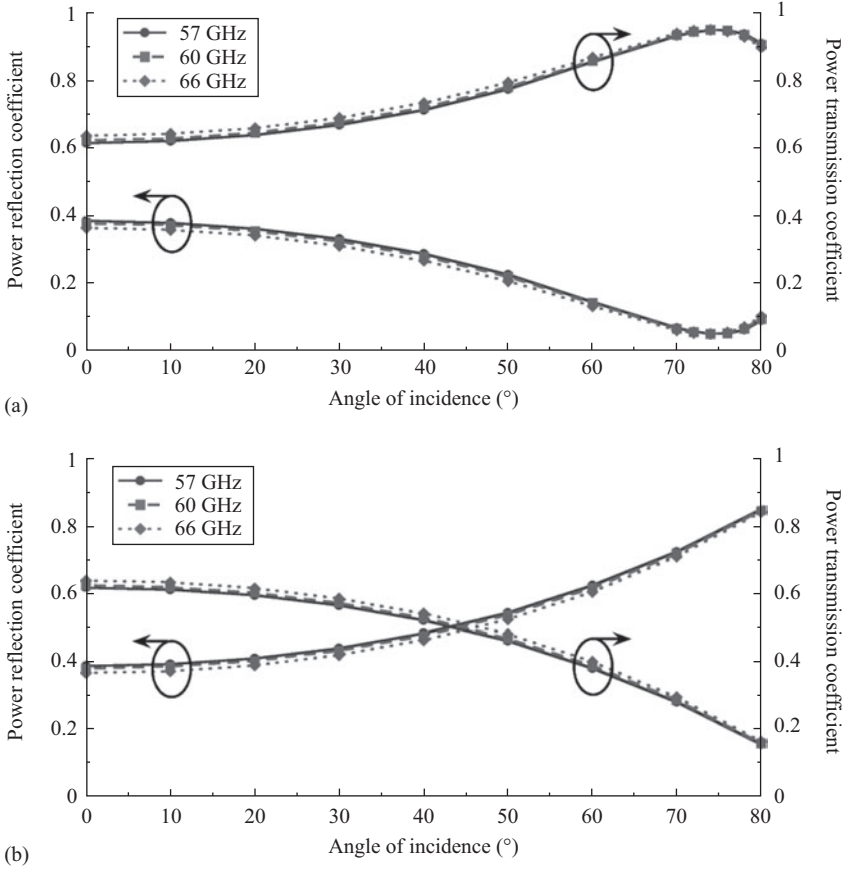 1
0.8
0.6
0.4
0.2
0
Power reflection coefficient
57 GHz
60 GHz
66 GHz
1
0.8
0.6
0.4
0.2
0
Power transmission
coefficient
0 10 20 30 40 50 60 70 80
Angle of incidence (°)
(a)
1
0.8
0.6
0.4
0.2
0
Power reflection coefficient
57 GHz
60 GHz
66 GHz
1
0.8
0.6
0.4
0.2
0
Power transmission
coefficient
0 10 20 30 40 50 60 70 80
Angle of incidence (°)
(b)